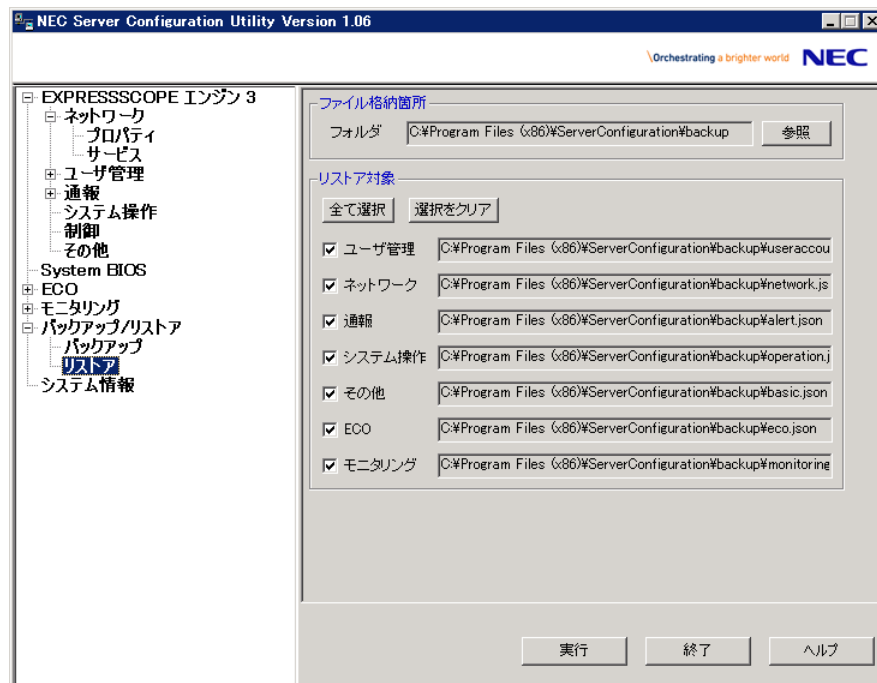 NEC Server Configuration Utility Version 1.06
\Orchestrating a brighter world NEC
EXPRESSSCOPE エンジン 3
ネットワーク
プロパティ
サービス
ユーザ管理
通報
システム操作
制御
その他
System BIOS
ECO
モニタリング
バックアップ/リストア
バックアップ
リストア
システム情報
ファイル格納箇所
フォルダ C:¥Program Files (x86)¥ServerConfiguration¥backup 参照
リストア対象
全て選択 選択をクリア
ユーザ管理 C:¥Program Files (x86)¥ServerConfiguration¥backup¥useraccou
ネットワーク C:¥Program Files (x86)¥ServerConfiguration¥backup¥network.js
通報 C:¥Program Files (x86)¥ServerConfiguration¥backup¥alert.json
システム操作 C:¥Program Files (x86)¥ServerConfiguration¥backup¥operation.j
その他 C:¥Program Files (x86)¥ServerConfiguration¥backup¥basic.json
ECO C:¥Program Files (x86)¥ServerConfiguration¥backup¥eco.json
モニタリング C:¥Program Files (x86)¥ServerConfiguration¥backup¥monitoring
実行 終了 ヘルプ